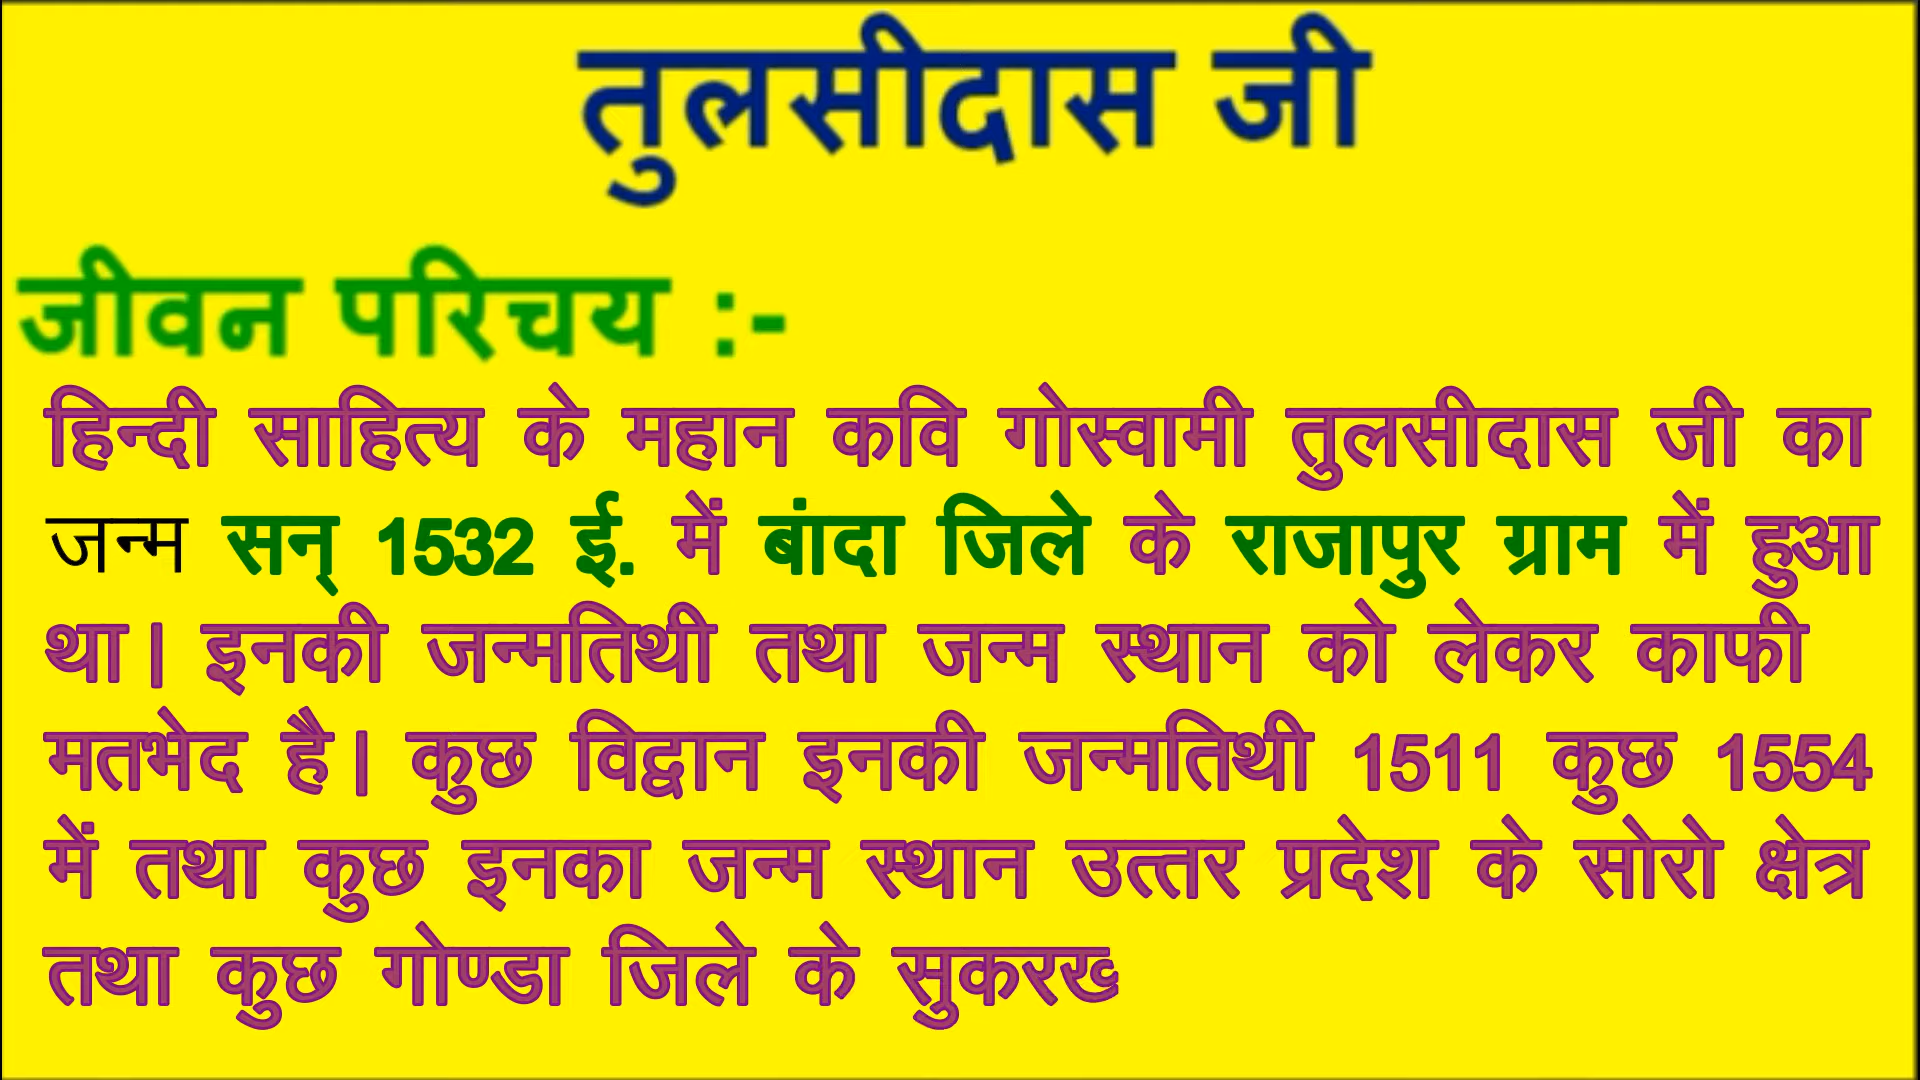 तुलसीदास जी
जीवन परिचय :-
हिन्दी साहित्य के महान कवि गोस्वामी तुलसीदास जी का
जन्म सन् 1532 ई. में बांदा जिले के राजापुर ग्राम में हुआ
था। इनकी जन्मतिथी तथा जन्म स्थान को लेकर काफी
मतभेद है। कुछ विद्वान इनकी जन्मतिथी 1511 कुछ 1554
में तथा कुछ इनका जन्म स्थान उत्तर प्रदेश के सोरो क्षेत्र
तथा कुछ गोण्डा जिले के सुकरख्